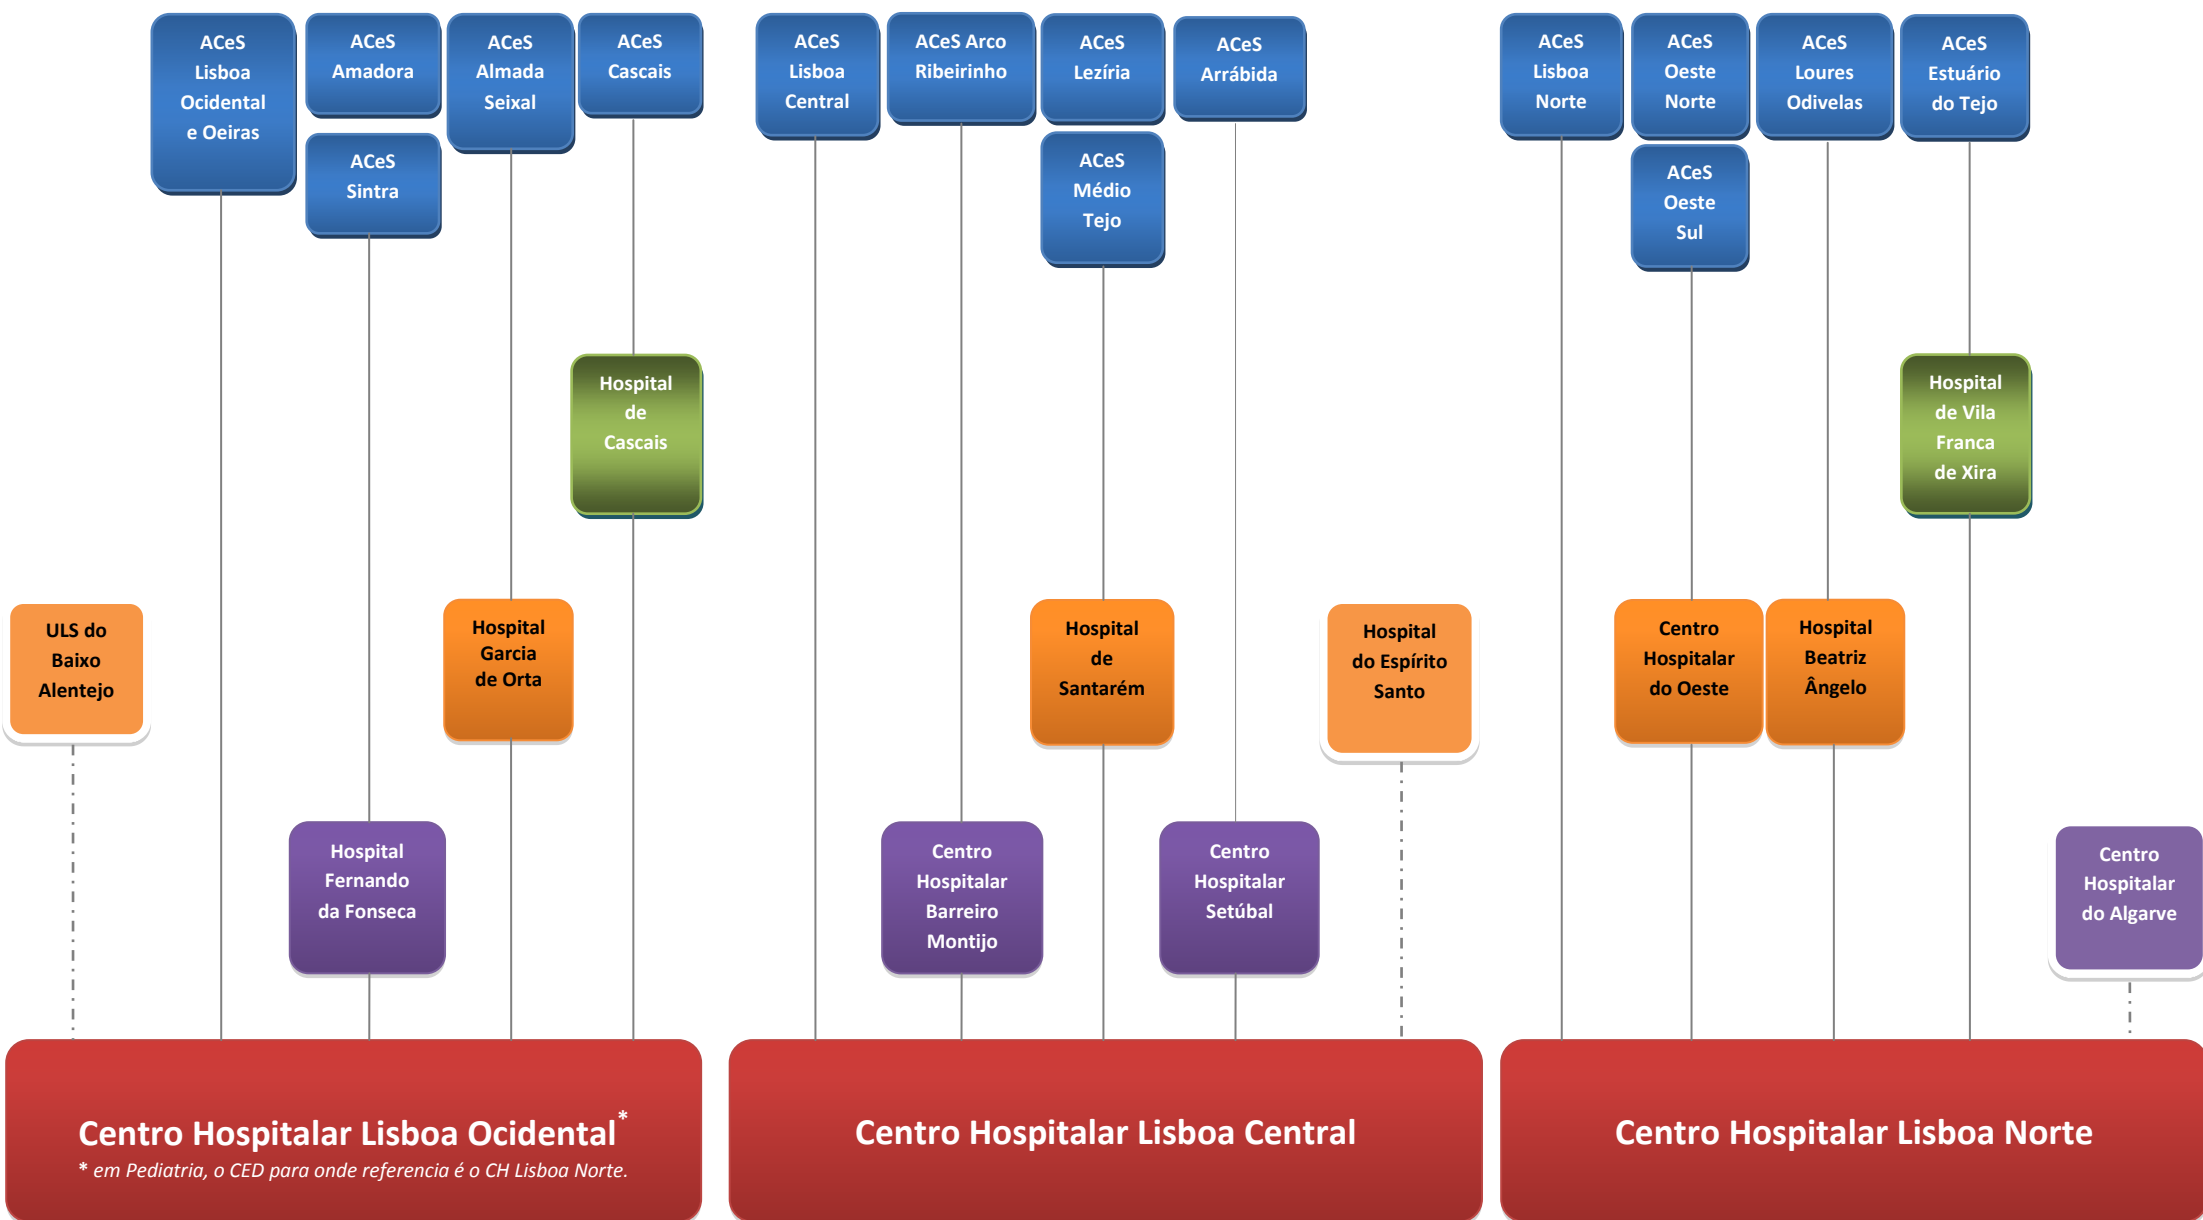 ACeS
Lisboa
Ocidental
e Oeiras
ACeS
Amadora
ACeS
Sintra
ACeS
Almada
Seixal
ACeS
Cascais
ACeS
Lisboa
Central
ACeS Arco
Ribeirinho
ACeS
Lezíria
ACeS
Médio
Tejo
ACeS
Arrábida
ACeS
Lisboa
Norte
ACeS
Oeste
Norte
ACeS
Oeste
Sul
ACeS
Loures
Odivelas
ACeS
Estuário
do Tejo
Hospital
de
Cascais
Hospital
de Vila
Franca
de Xira
ULS do
Baixo
Alentejo
Hospital
Garcia
de Orta
Hospital
de
Santarém
Hospital
do Espírito
Santo
Centro
Hospitalar
do Oeste
Hospital
Beatriz
Ângelo
Hospital
Fernando
da Fonseca
Centro
Hospitalar
Barreiro
Montijo
Centro
Hospitalar
Setúbal
Centro
Hospitalar
do Algarve
Centro Hospitalar Lisboa Ocidental*
* em Pediatria, o CED para onde referencia é o CH Lisboa Norte.
Centro Hospitalar Lisboa Central
Centro Hospitalar Lisboa Norte